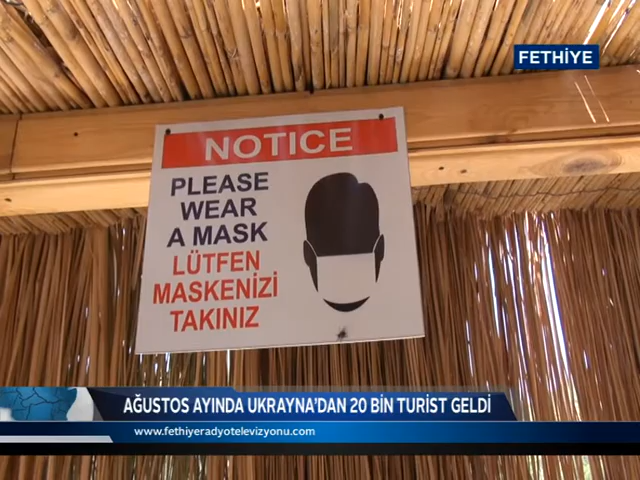 FETHİYE
NOTICE
PLEASE
WEAR
A MASK
LÜTFEN
MASKENİZİ
TAKINIZ
AĞUSTOS AYINDA UKRAYNA'DAN 20 BİN TURİST GELDİ
www.fethiyeradyotelevizyonu.com